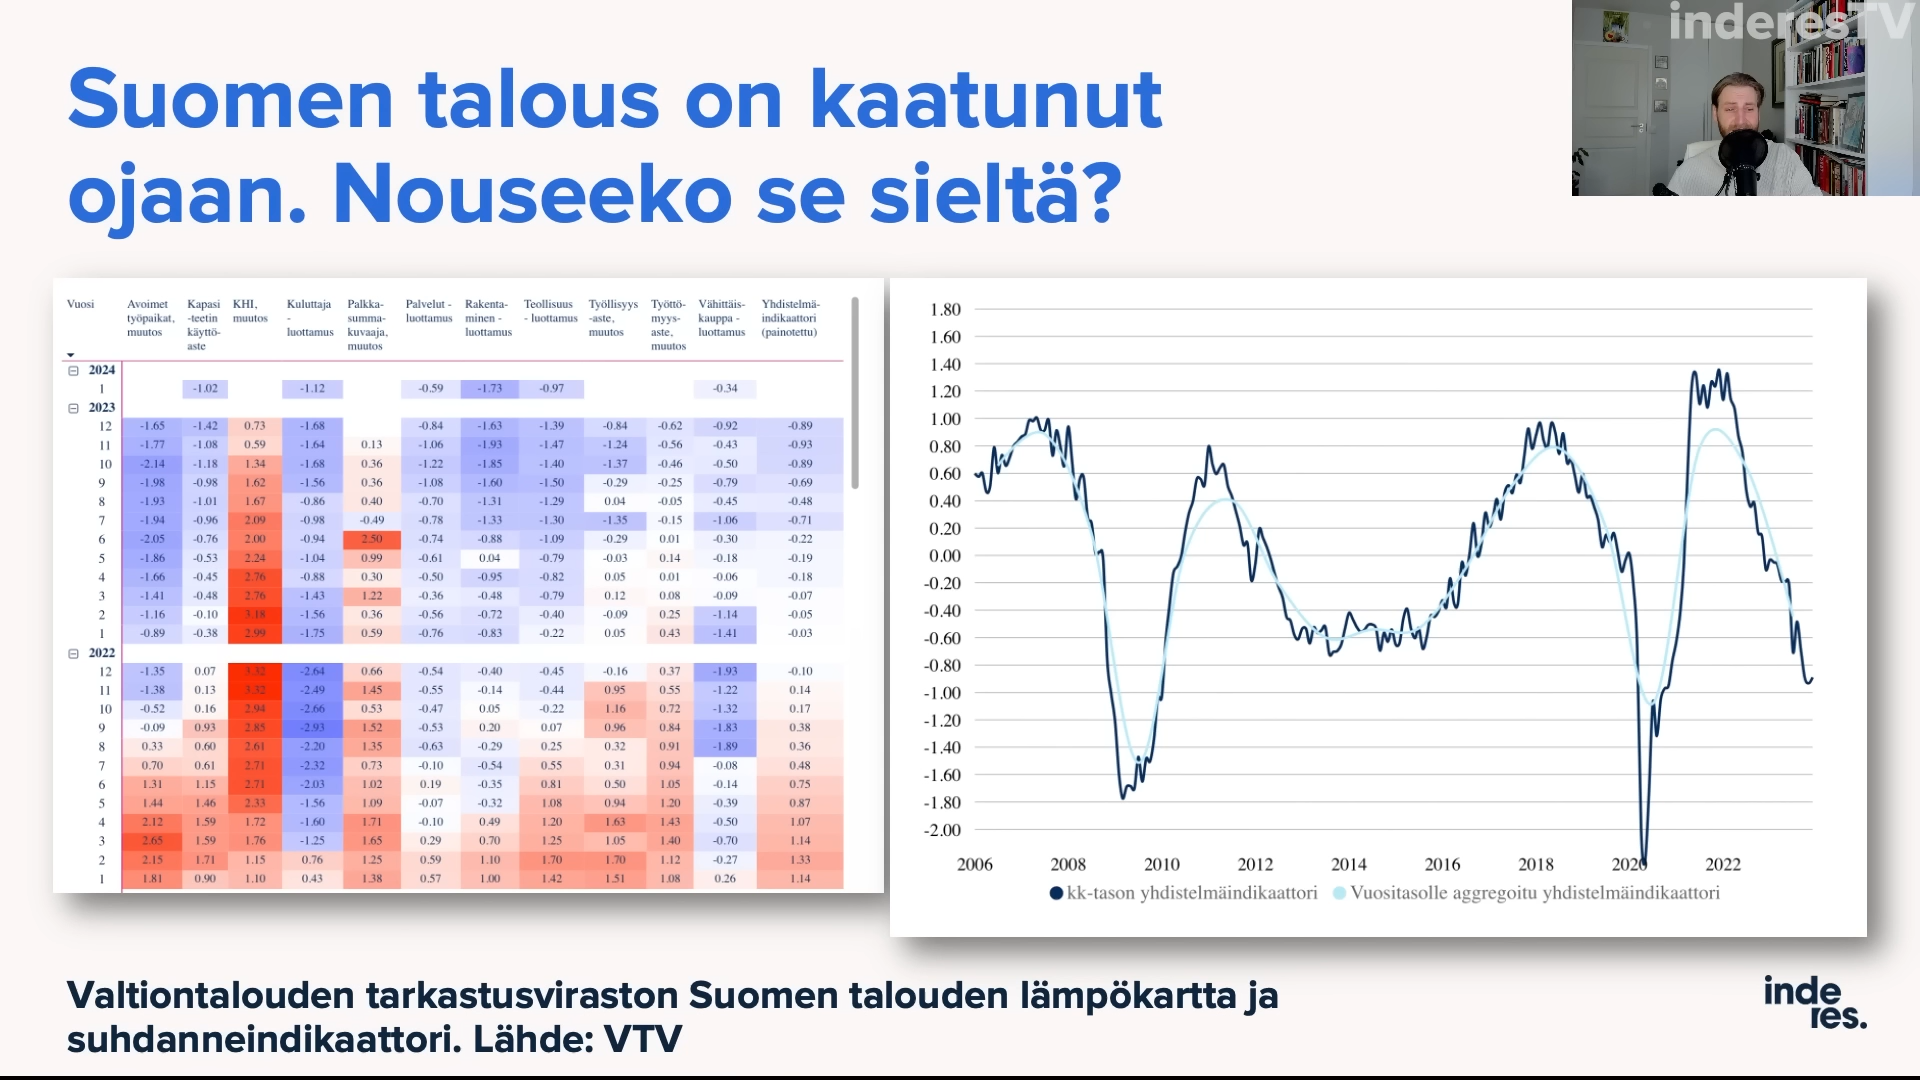 inderesTV
Suomen talous on kaatunut
ojaan. Nouseeko se sieltä?
Vuosi Avoimet työpaikat, muutos Kapasi-teetin käyttö-aste KHI, muutos Kuluttaja - luottamus Palkka-summa-kuvaaja, muutos Palvelut - luottamus Rakenta-minen - luottamus Teollisuus - luottamus Työllisyys -aste, muutos Työttö-myys-aste, muutos Vähittäis-kauppa - luottamus Yhdistelmä-indikaattori (painotettu)
2024
1 -1.02 -1.12 -0.59 -1.73 -0.97 -0.34
2023
12 -1.65 -1.42 0.73 -1.68 -0.84 -1.63 -1.39 -0.84 -0.62 -0.92 -0.89
11 -1.77 -1.08 0.59 -1.64 0.13 -1.06 -1.93 -1.47 -1.24 -0.56 -0.43 -0.93
10 -2.14 -1.18 1.34 -1.68 0.36 -1.22 -1.85 -1.40 -1.37 -0.46 -0.50 -0.89
9 -1.98 -0.98 1.62 -1.56 0.36 -1.08 -1.60 -1.50 -0.29 -0.25 -0.79 -0.69
8 -1.93 -1.01 1.67 -0.86 0.40 -0.70 -1.31 -1.29 0.04 -0.05 -0.45 -0.48
7 -1.94 -0.96 2.09 -0.98 -0.49 -0.78 -1.33 -1.30 -1.35 -0.15 -1.06 -0.71
6 -2.05 -0.76 2.00 -0.94 2.50 -0.74 -0.88 -1.09 -0.29 0.01 -0.30 -0.22
5 -1.86 -0.53 2.24 -1.04 0.99 -0.61 0.04 -0.79 -0.03 0.14 -0.18 -0.19
4 -1.66 -0.45 2.76 -0.88 0.30 -0.50 -0.95 -0.82 0.05 0.01 -0.06 -0.18
3 -1.41 -0.48 2.76 -1.43 1.22 -0.36 -0.48 -0.79 0.12 0.08 -0.09 -0.07
2 -1.16 -0.10 3.18 -1.56 0.36 -0.56 -0.72 -0.40 -0.09 0.25 -1.14 -0.05
1 -0.89 -0.38 2.99 -1.75 0.59 -0.76 -0.83 -0.22 0.05 0.43 -1.41 -0.03
2022
12 -1.35 0.07 3.32 -2.64 0.66 -0.54 -0.40 -0.45 -0.16 0.37 -1.93 -0.10
11 -1.38 0.13 3.32 -2.49 1.45 -0.55 -0.14 -0.44 0.95 0.55 -1.22 0.14
10 -0.52 0.16 2.94 -2.66 0.53 -0.47 0.05 -0.22 1.16 0.72 -1.32 0.17
9 -0.09 0.93 2.85 -2.93 1.52 -0.53 0.20 0.07 0.96 0.84 -1.83 0.38
8 0.33 0.60 2.61 -2.20 1.35 -0.63 -0.29 0.25 0.32 0.91 -1.89 0.36
7 0.70 0.61 2.71 -2.32 0.73 -0.10 -0.54 0.55 0.31 0.94 -0.08 0.48
6 1.31 1.15 2.71 -2.03 1.02 0.19 -0.35 0.81 0.50 1.05 -0.14 0.75
5 1.44 1.46 2.33 -1.56 1.09 -0.07 -0.32 1.08 0.94 1.20 -0.39 0.87
4 2.12 1.59 1.72 -1.60 1.71 -0.10 0.49 1.20 1.63 1.43 -0.50 1.07
3 2.65 1.59 1.76 -1.25 1.65 0.29 0.70 1.25 1.05 1.40 -0.70 1.14
2 2.15 1.71 1.15 0.76 1.25 0.59 1.10 1.70 1.70 1.12 -0.27 1.33
1 1.81 0.90 1.10 0.43 1.38 0.57 1.00 1.42 1.51 1.08 0.26 1.14
1.80
1.60
1.40
1.20
1.00
0.80
0.60
0.40
0.20
0.00
-0.20
-0.40
-0.60
-0.80
-1.00
-1.20
-1.40
-1.60
-1.80
-2.00
2006 2008 2010 2012 2014 2016 2018 2020 2022
kk-tason yhdistelmäindikaattori Vuositasolle aggregoitu yhdistelmäindikaattori
Valtiontalouden tarkastusviraston Suomen talouden lämpökartta ja
suhdanneindikaattori. Lähde: VTV
inde
res.